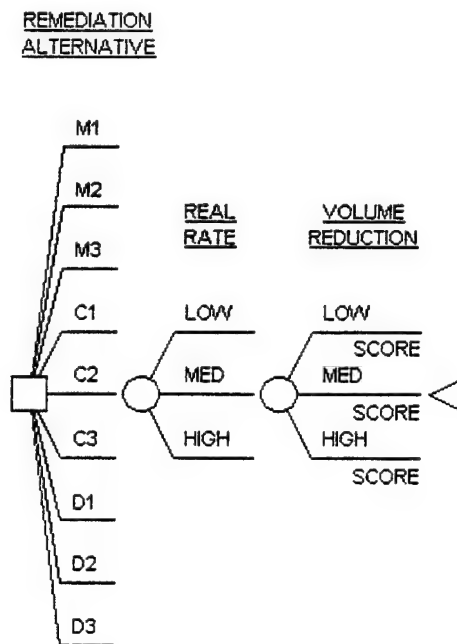 REMEDIATION
ALTERNATIVE
M1
M2
M3
C1
C2
C3
D1
D2
D3
REAL
RATE
LOW
MED
HIGH
VOLUME
REDUCTION
LOW
SCORE
MED
SCORE
HIGH
SCORE